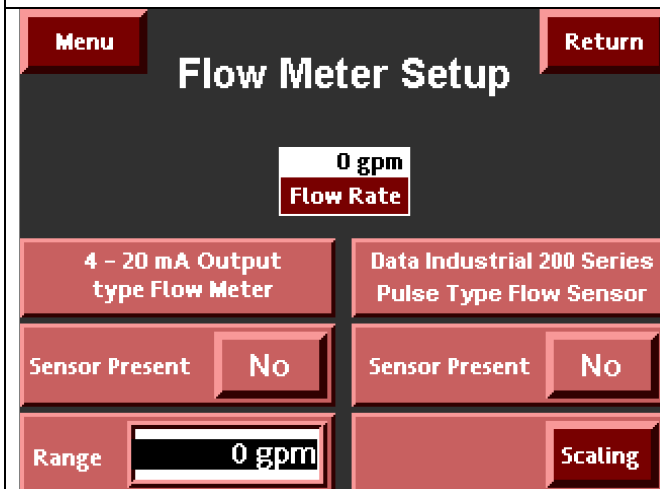 Menu
Return
Flow Meter Setup
0 gpm
Flow Rate
4 - 20 mA Output
type Flow Meter
Data Industrial 200 Series
Pulse Type Flow Sensor
Sensor Present No
Sensor Present No
Range 0 gpm
Scaling